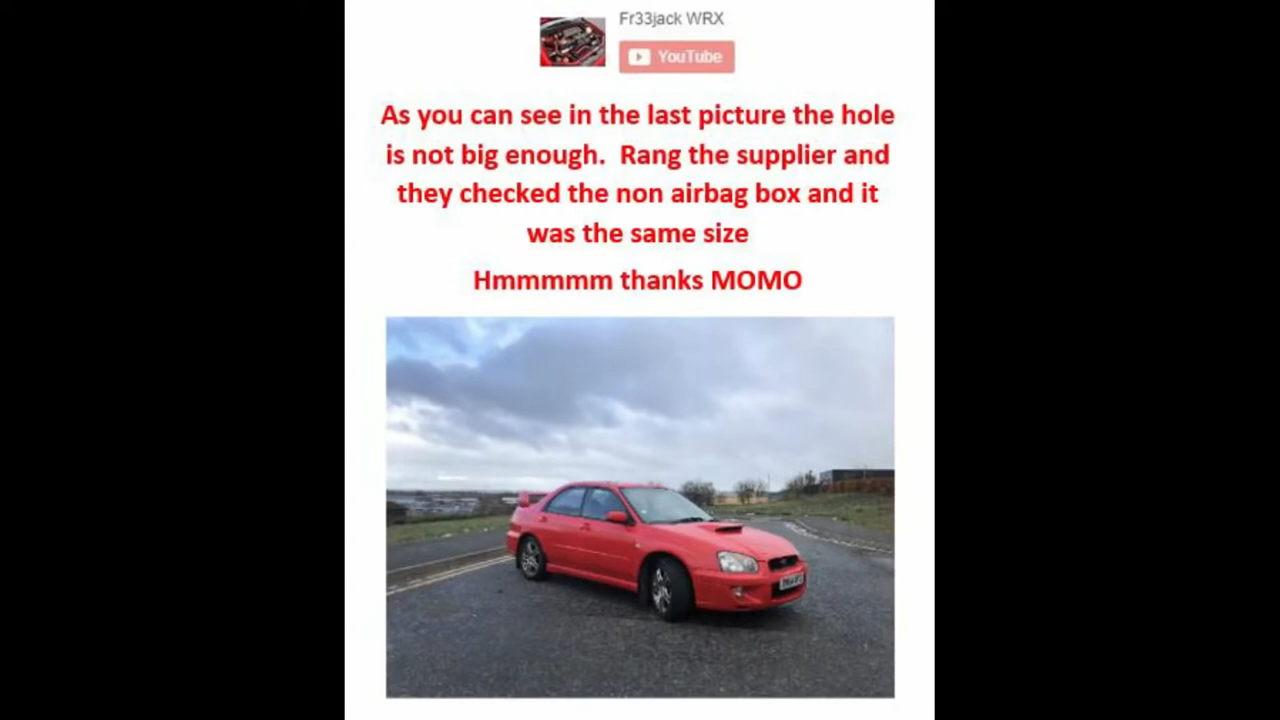 Fr33jack WRX
YouTube
As you can see in the last picture the hole
is not big enough.  Rang the supplier and
they checked the non airbag box and it
was the same size
Hmmmmm thanks MOMO